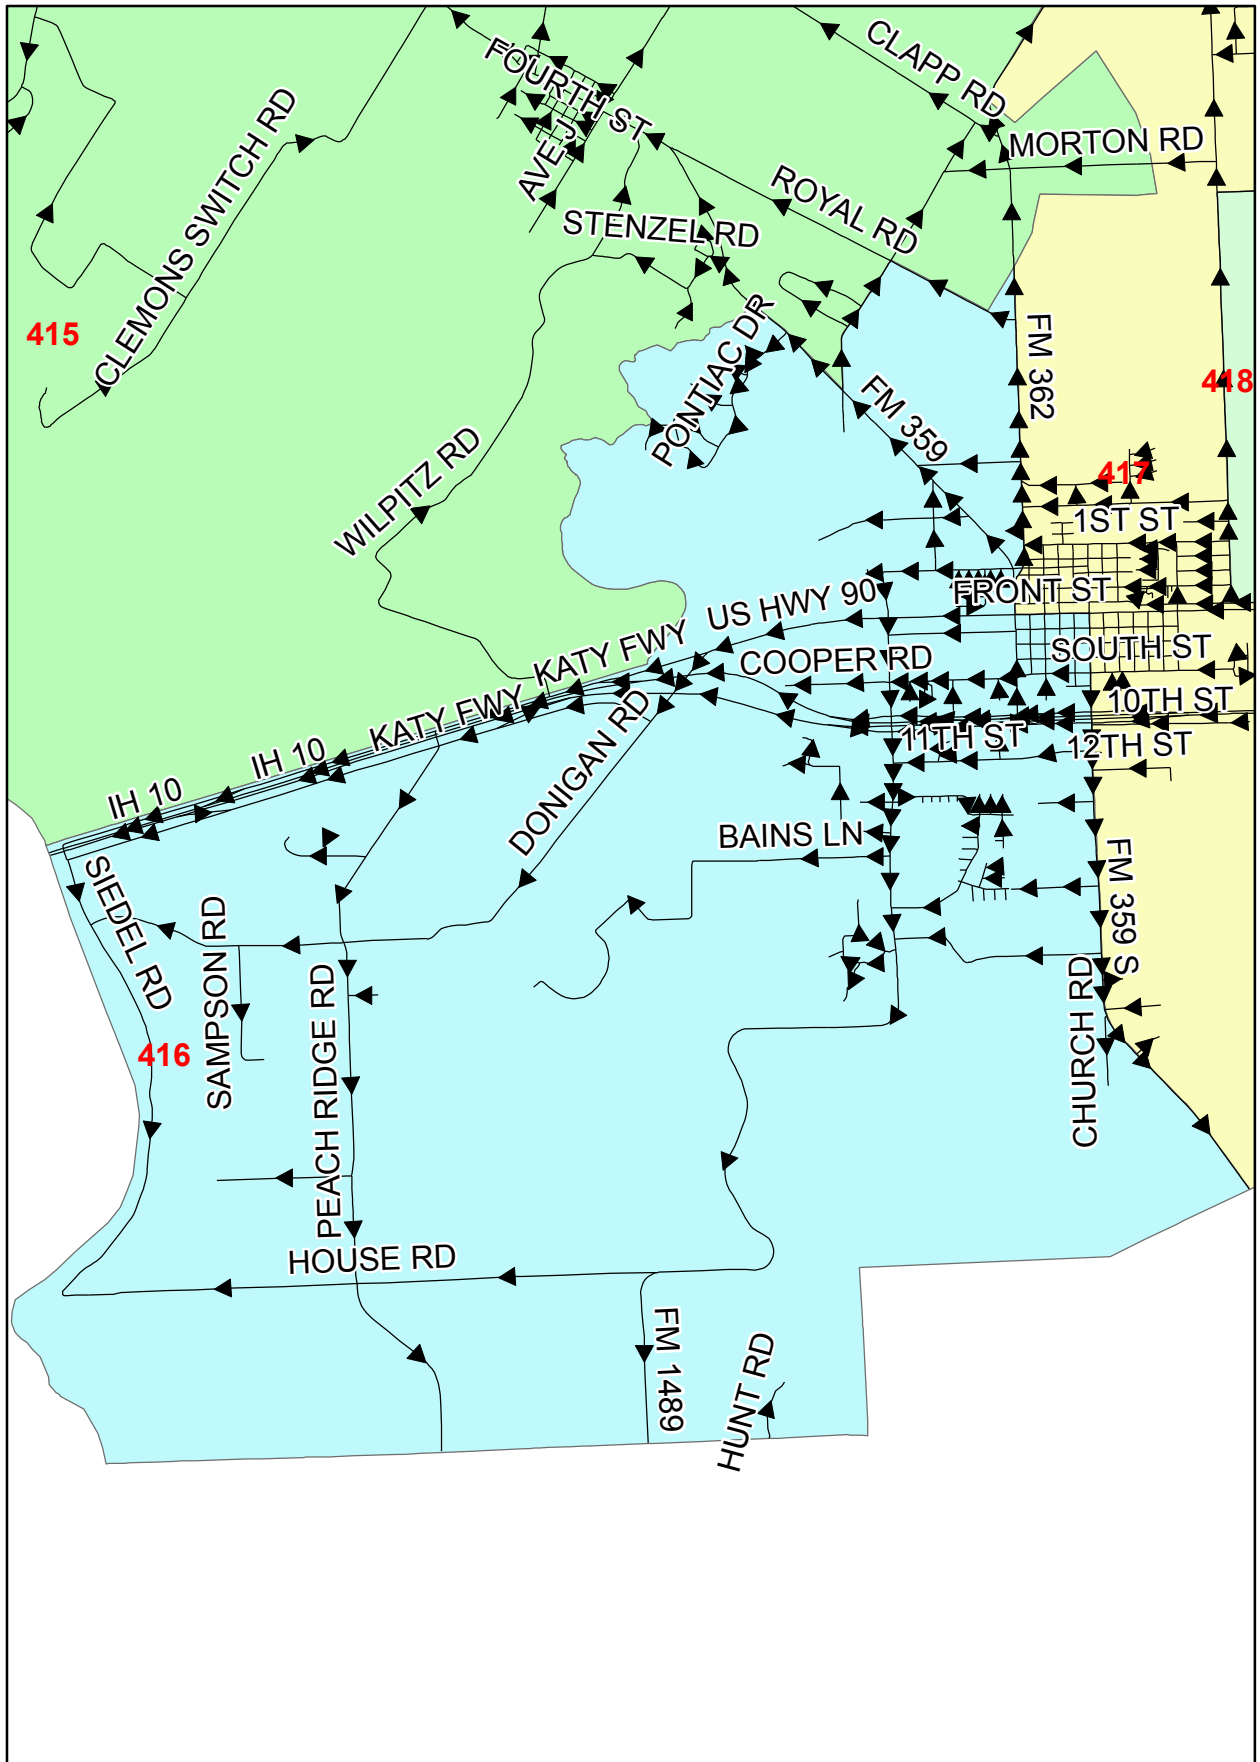 CLAPP RD
FOURTH ST
MORTON RD
AVE J
CLEMONS SWITCH RD
ROYAL RD
STENZEL RD
415
PONTIAC DR
FM 362
418
FM 359
WILPITZ RD
417
1ST ST
FRONT ST
US HWY 90
KATY FWY
SOUTH ST
COOPER RD
KATY FWY
10TH ST
IH 10
DONIGAN RD
11TH ST
12TH ST
IH 10
BAINS LN
SIEDEL RD
FM 359 S
SAMPSON RD
PEACH RIDGE RD
CHURCH RD
416
HOUSE RD
FM 1489
HUNT RD